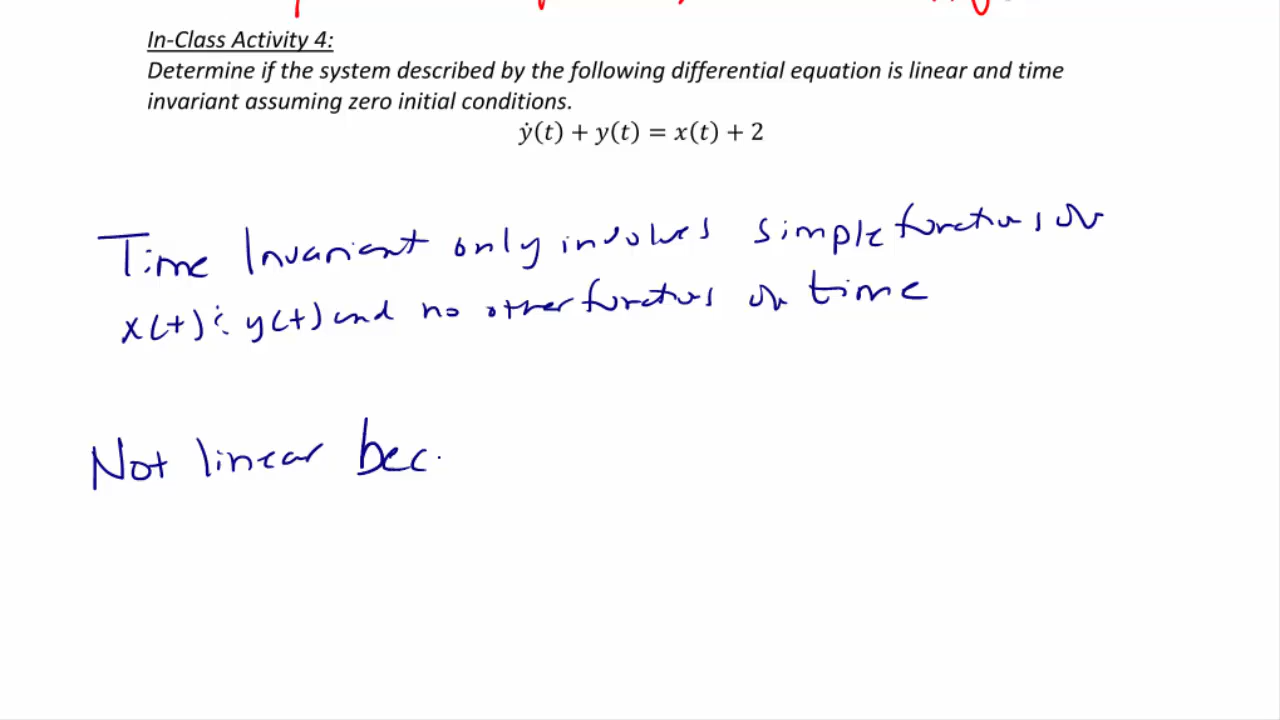 In-Class Activity 4:
Determine if the system described by the following differential equation is linear and time
invariant assuming zero initial conditions.
ẏ(t) + y(t) = x(t) + 2
Time Invariant only involves simple functions of
x(t) & y(t) and no other functions of time
Not linear bec